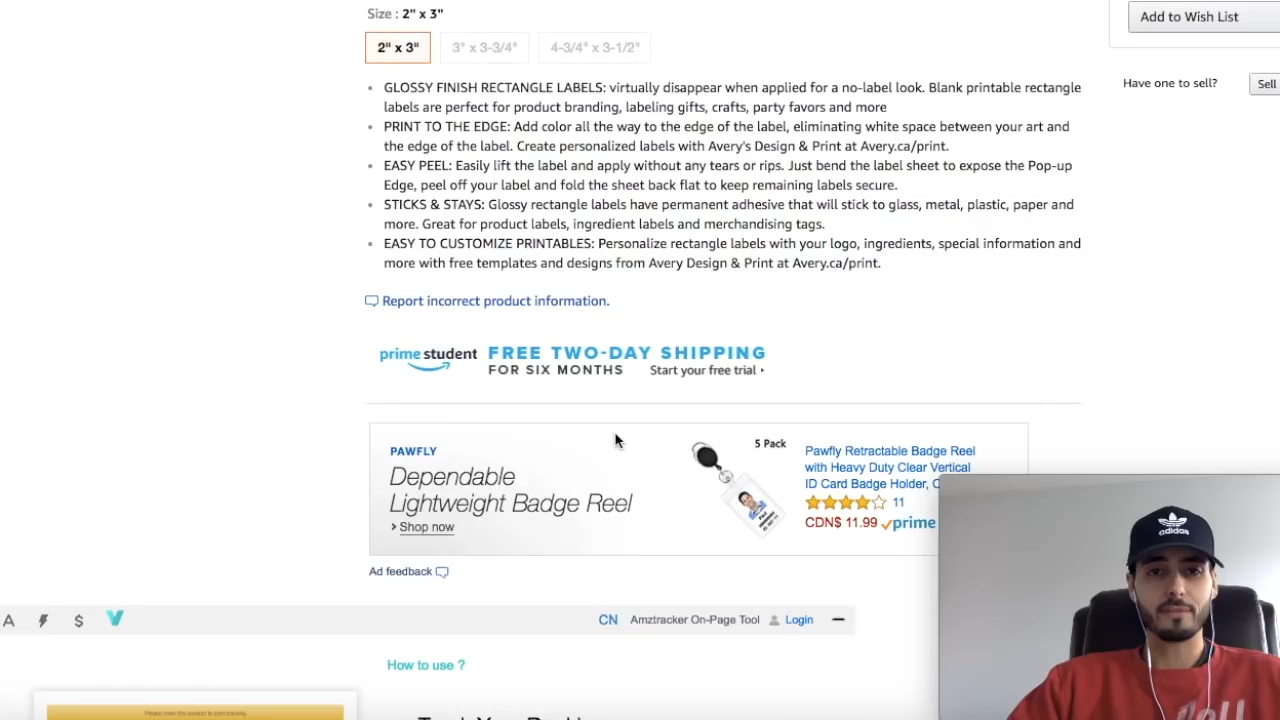 Size : 2" x 3"
Add to Wish List
2" x 3"
3" x 3-3/4"
4-3/4" x 3-1/2"
Have one to sell?
Sell
GLOSSY FINISH RECTANGLE LABELS: virtually disappear when applied for a no-label look. Blank printable rectangle
labels are perfect for product branding, labeling gifts, crafts, party favors and more
PRINT TO THE EDGE: Add color all the way to the edge of the label, eliminating white space between your art and
the edge of the label. Create personalized labels with Avery's Design & Print at Avery.ca/print.
EASY PEEL: Easily lift the label and apply without any tears or rips. Just bend the label sheet to expose the Pop-up
Edge, peel off your label and fold the sheet back flat to keep remaining labels secure.
STICKS & STAYS: Glossy rectangle labels have permanent adhesive that will stick to glass, metal, plastic, paper and
more. Great for product labels, ingredient labels and merchandising tags.
EASY TO CUSTOMIZE PRINTABLES: Personalize rectangle labels with your logo, ingredients, special information and
more with free templates and designs from Avery Design & Print at Avery.ca/print.
Report incorrect product information.
prime student
FREE TWO-DAY SHIPPING
FOR SIX MONTHS Start your free trial
PAWFLY
Dependable
Lightweight Badge Reel
Shop now
5 Pack
Pawfly Retractable Badge Reel
with Heavy Duty Clear Vertical
ID Card Badge Holder,
11
CDN$ 11.99 prime
Ad feedback
adidas
A $ V CN Amztracker On-Page Tool Login
How to use ?